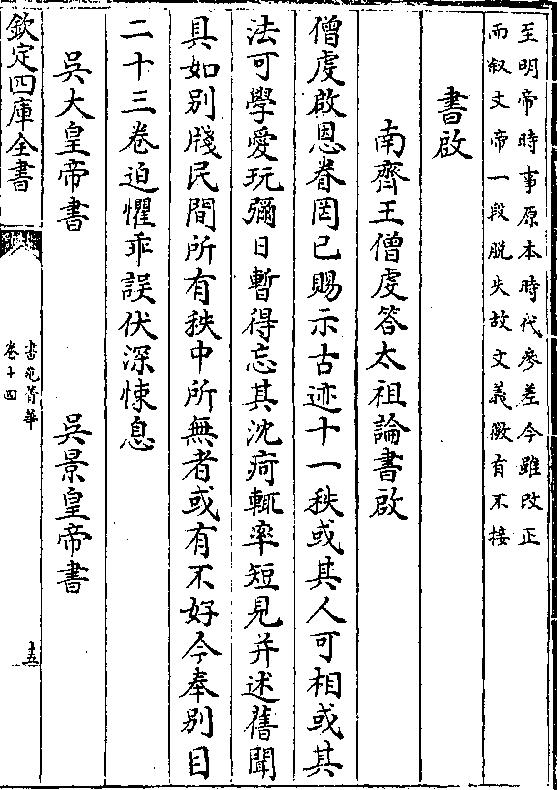 至明帝時事原本時代參差今雖改正
而叙文帝一段脱失故文義微有不接
書啟
南齊王僧虔答太祖論書啟
僧虔啟恩眷罔已賜示古迹十一秩或其人可相或其
法可學愛玩彌日暫得忘其沈疴輒率短見并述舊聞
具如别牋民間所有秩中所無者或有不好今奉别目
二十三卷迫懼乖誤伏深悚息
吳大皇帝書　吳景皇帝書
欽定四庫全書
書苑菁華
卷十四
十五